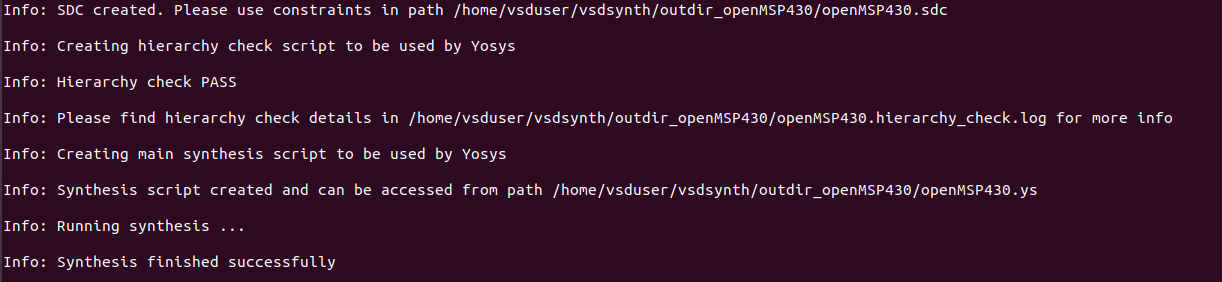 Info: SDC created. Please use constraints in path /home/vsduser/vsdsynth/outdir_openMSP430/openMSP430.sdc
Info: Creating hierarchy check script to be used by Yosys
Info: Hierarchy check PASS
Info: Please find hierarchy check details in /home/vsduser/vsdsynth/outdir_openMSP430/openMSP430.hierarchy_check.log for more info
Info: Creating main synthesis script to be used by Yosys
Info: Synthesis script created and can be accessed from path /home/vsduser/vsdsynth/outdir_openMSP430/openMSP430.ys
Info: Running synthesis ...
Info: Synthesis finished successfully